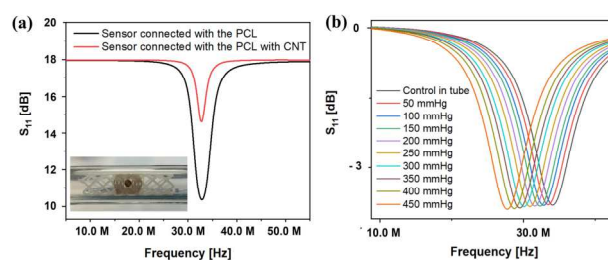 (a)
Sensor connected with the PCL
Sensor connected with the PCL with CNT
S11 [dB]
20
18
16
14
12
10
10.0 M 20.0 M 30.0 M 40.0 M 50.0 M
Frequency [Hz]
(b)
S11 [dB]
0
- 3
Control in tube
50 mmHg
100 mmHg
150 mmHg
200 mmHg
250 mmHg
300 mmHg
350 mmHg
400 mmHg
450 mmHg
10.0 M 30.0 M
Frequency [Hz]